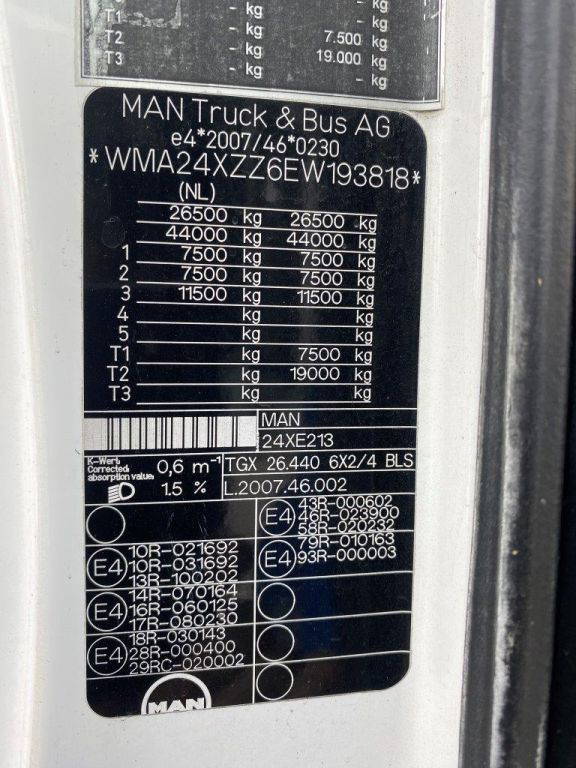 - kg
T1 - kg - kg
T2 - kg 7.500 kg
T3 - kg 19.000 kg
- kg - kg
MAN Truck & Bus AG
e4*2007/46*0230
*WMA24XZZ6EW193818*
(NL)
26500 kg 26500 kg
44000 kg 44000 kg
1 7500 kg 7500 kg
2 7500 kg 7500 kg
3 11500 kg 11500 kg
4 kg kg
5 kg kg
T1 kg 7500 kg
T2 kg 19000 kg
T3 kg kg
MAN
24XE213
K-Wert
Corrected
absorption value
0,6 m-1
TGX 26.440 6X2/4 BLS
1.5 %
L.2007.46.002
E4 43R-000602
46R-023900
58R-020232
E4 10R-021692
10R-031692
13R-100202
E4 79R-010163
93R-000003
E4 14R-070164
16R-060125
17R-080230
E4 18R-030143
28R-000400
29RC-020002
MAN